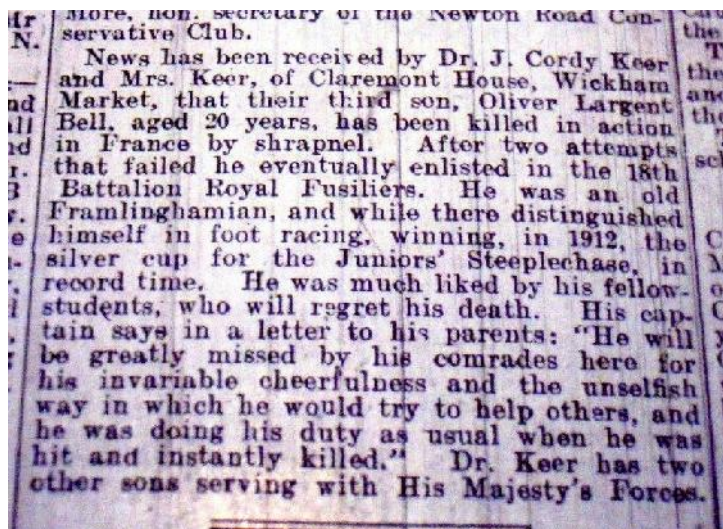 More, hon. secretary of the Newton Road Con-
servative Club.
News has been received by Dr. J. Cordy Keer
and Mrs. Keer, of Claremont House, Wickham
Market, that their third son, Oliver Largent
Bell, aged 20 years, has been killed in action
in France by shrapnel. After two attempts
that failed he eventually enlisted in the 18th
Battalion Royal Fusiliers. He was an old
Framlinghamian, and while there distinguished
himself in foot racing, winning, in 1912, the
silver cup for the Juniors' Steeplechase, in
record time. He was much liked by his fellow-
students, who will regret his death. His cap-
tain says in a letter to his parents: "He will
be greatly missed by his comrades here for
his invariable cheerfulness and the unselfish
way in which he would try to help others, and
he was doing his duty as usual when he was
hit and instantly killed." Dr. Keer has two
other sons serving with His Majesty's Forces.